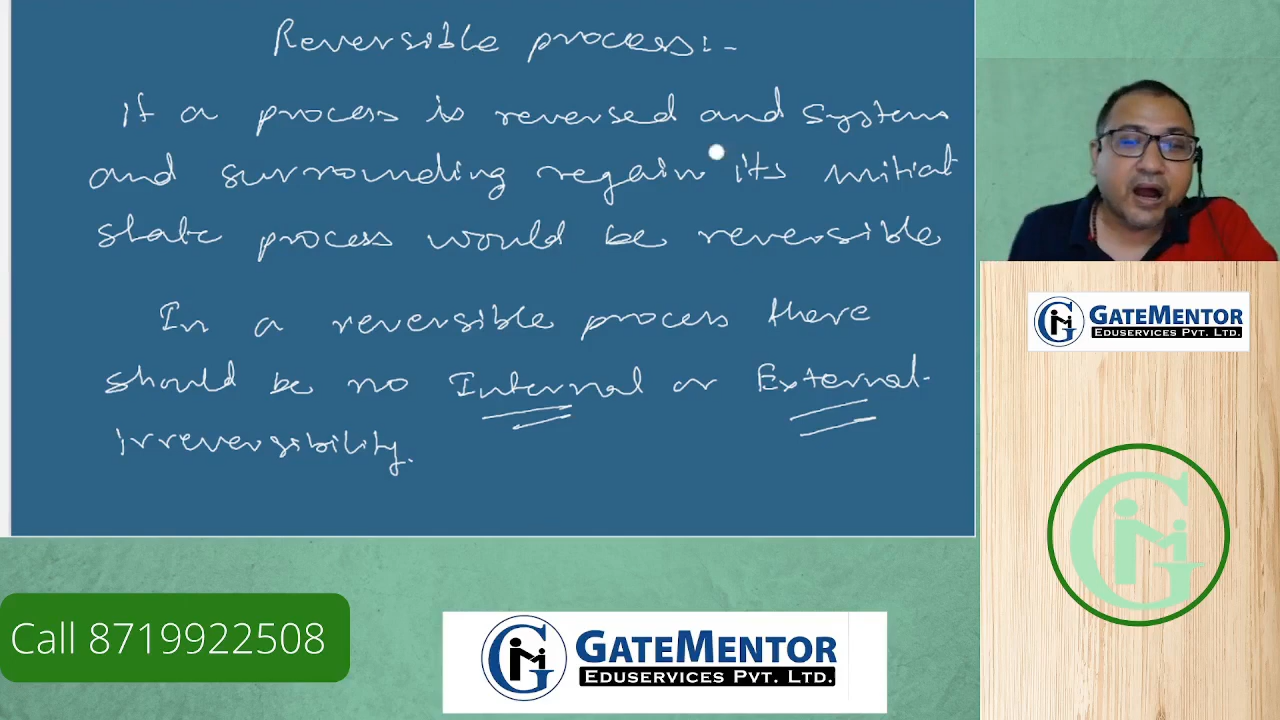 Reversible process:-
If a process is reversed and system
and surrounding regain its initial
state process would be reversible
In a reversible process there
should be no Internal or External
irreversibility.
GATEMENTOR
EDUSERVICES PVT. LTD.
Call 8719922508
GATEMENTOR
EDUSERVICES PVT. LTD.